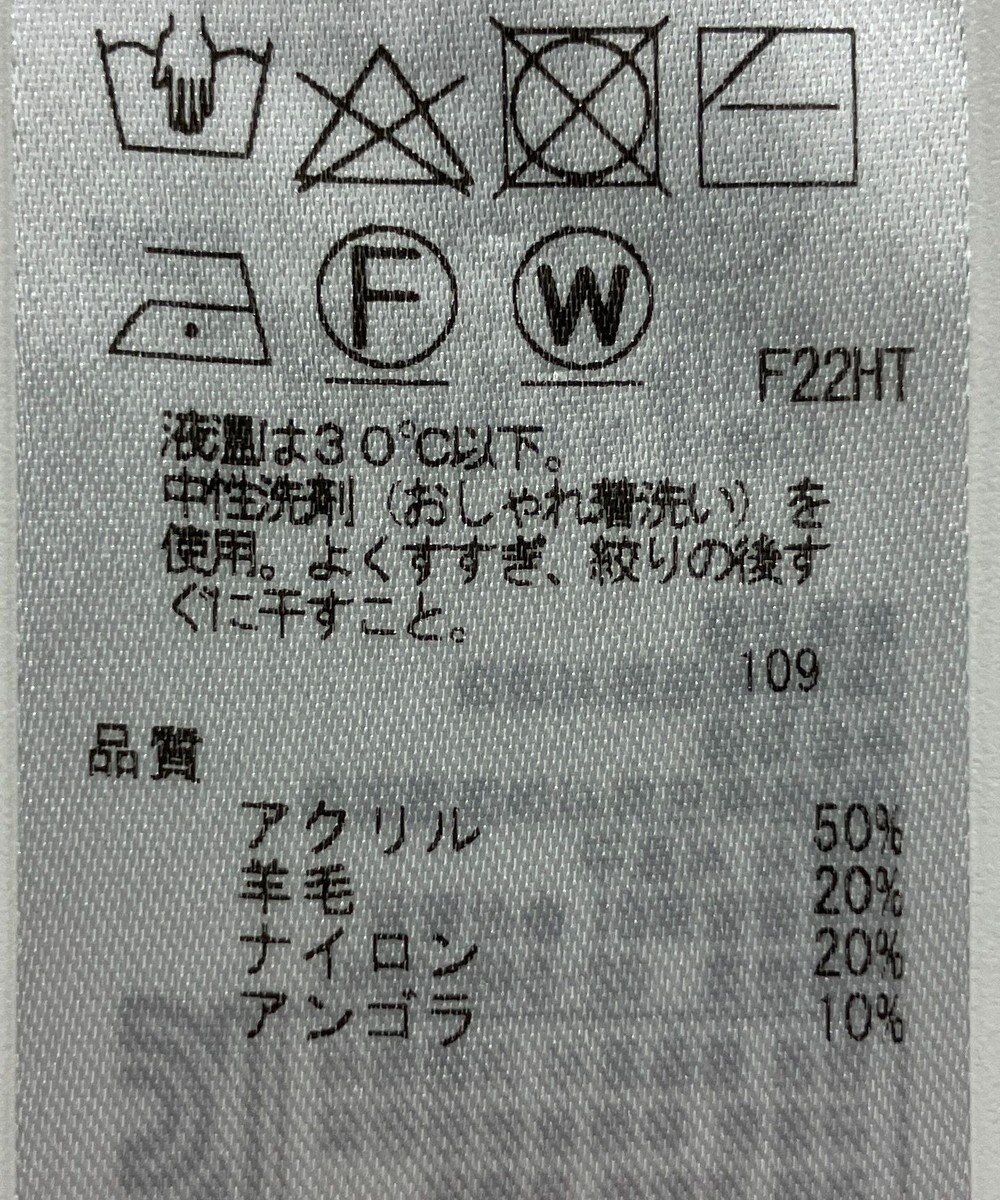 F W
F22HT
液温は30℃以下。
中性洗剤（おしゃれ着洗い）を
使用。よくすすぎ、絞りの後す
ぐに干すこと。
109
品質
アクリル 50%
羊毛 20%
ナイロン 20%
アンゴラ 10%